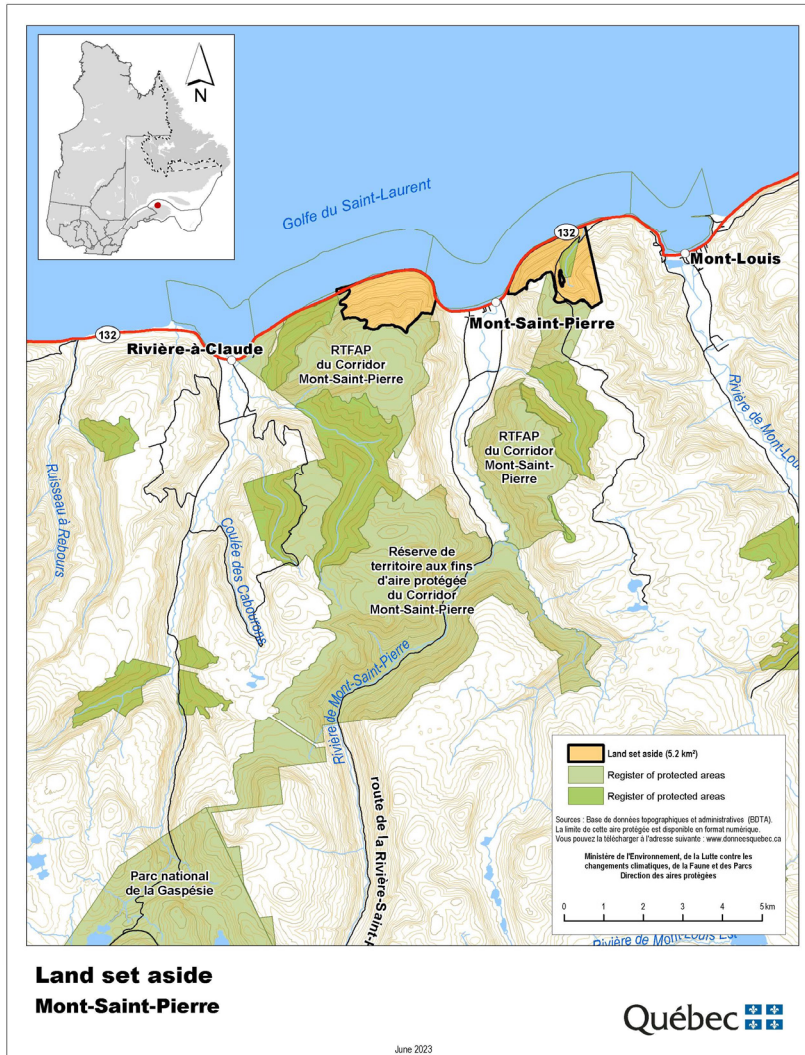 N
Golfe du Saint-Laurent
132
Mont-Louis
Mont-Saint-Pierre
132
Rivière-à-Claude
RTFAP
du Corridor
Mont-Saint-Pierre
Rivière de Mont-Louis
RTFAP
du Corridor
Mont-Saint-
Pierre
Ruisseau à Rebours
Coulée des Cabourons
Réserve de
territoire aux fins
d'aire protégée
du Corridor
Mont-Saint-Pierre
Rivière de Mont-Saint-Pierre
route de la Rivière-Saint-
Parc national
de la Gaspésie
Land set aside (5.2 km²)
Register of protected areas
Register of protected areas
Sources : Base de données topographiques et administratives (BDTA).
La limite de cette aire protégée est disponible en format numérique.
Vous pouvez la télécharger à l'adresse suivante : www.donneesquebec.ca
Ministère de l'Environnement, de la Lutte contre les
changements climatiques, de la Faune et des Parcs
Direction des aires protégées
0 1 2 3 4 5 km
Rivière de Mont-Louis Est
Land set aside
Mont-Saint-Pierre
Québec
June 2023